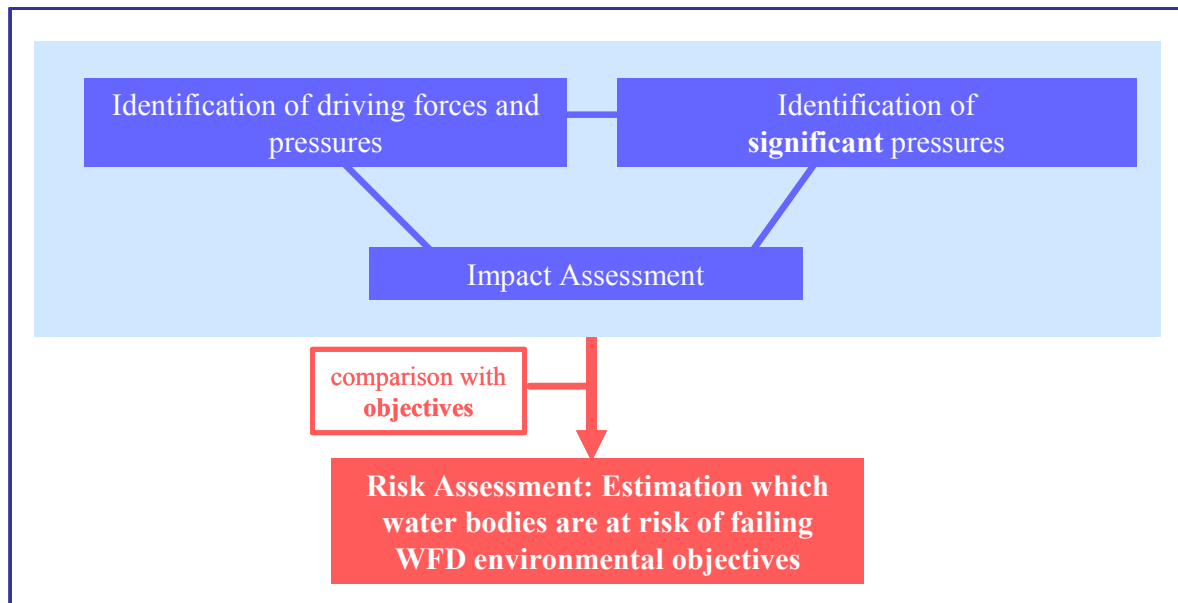 Identification of driving forces and
pressures
Identification of
significant pressures
Impact Assessment
comparison with
objectives
Risk Assessment: Estimation which
water bodies are at risk of failing
WFD environmental objectives